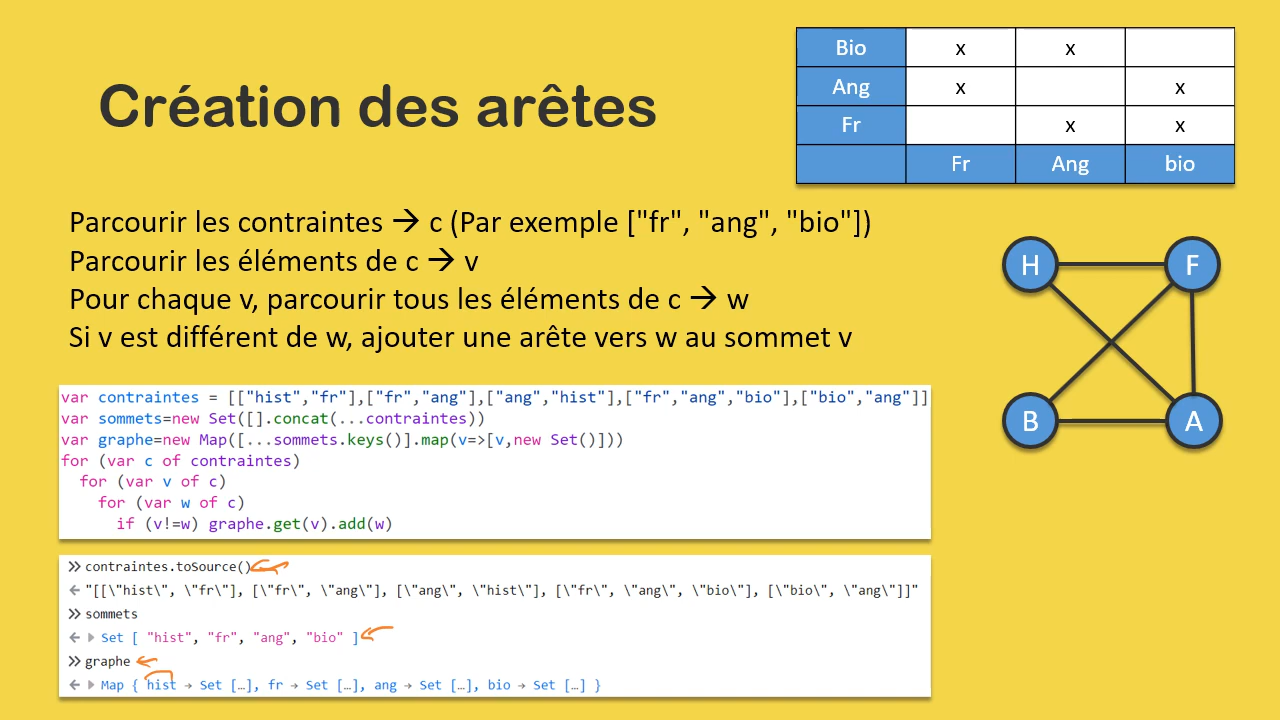 Création des arêtes
Bio x x
Ang x x
Fr x x
Fr Ang bio
Parcourir les contraintes → c (Par exemple ["fr", "ang", "bio"])
Parcourir les éléments de c → v
Pour chaque v, parcourir tous les éléments de c → w
Si v est différent de w, ajouter une arête vers w au sommet v
H F
B A
var contraintes = [["hist","fr"],["fr","ang"],["ang","hist"],["fr","ang","bio"],["bio","ang"]]
var sommets=new Set([].concat(...contraintes))
var graphe=new Map([...sommets.keys()].map(v=>[v,new Set()]))
for (var c of contraintes)
for (var v of c)
for (var w of c)
if (v!=w) graphe.get(v).add(w)
>> contraintes.toSource()
← "[[\"hist\", \"fr\"], [\"fr\", \"ang\"], [\"ang\", \"hist\"], [\"fr\", \"ang\", \"bio\"], [\"bio\", \"ang\"]]"
>> sommets
← ▶ Set [ "hist", "fr", "ang", "bio" ]
>> graphe
← ▶ Map { hist → Set […], fr → Set […], ang → Set […], bio → Set […] }